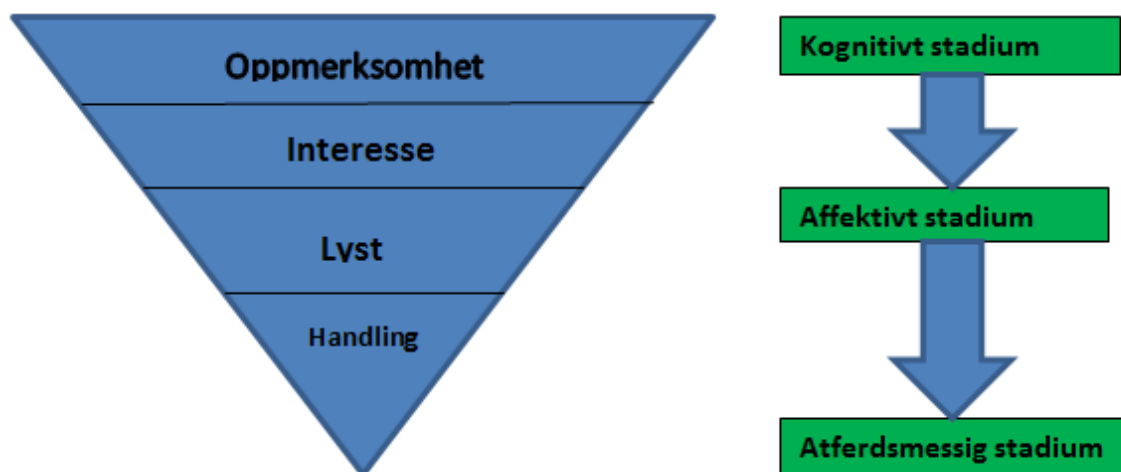 Oppmerksomhet
Interesse
Lyst
Handling
Kognitivt stadium
Affektivt stadium
Atferdsmessig stadium